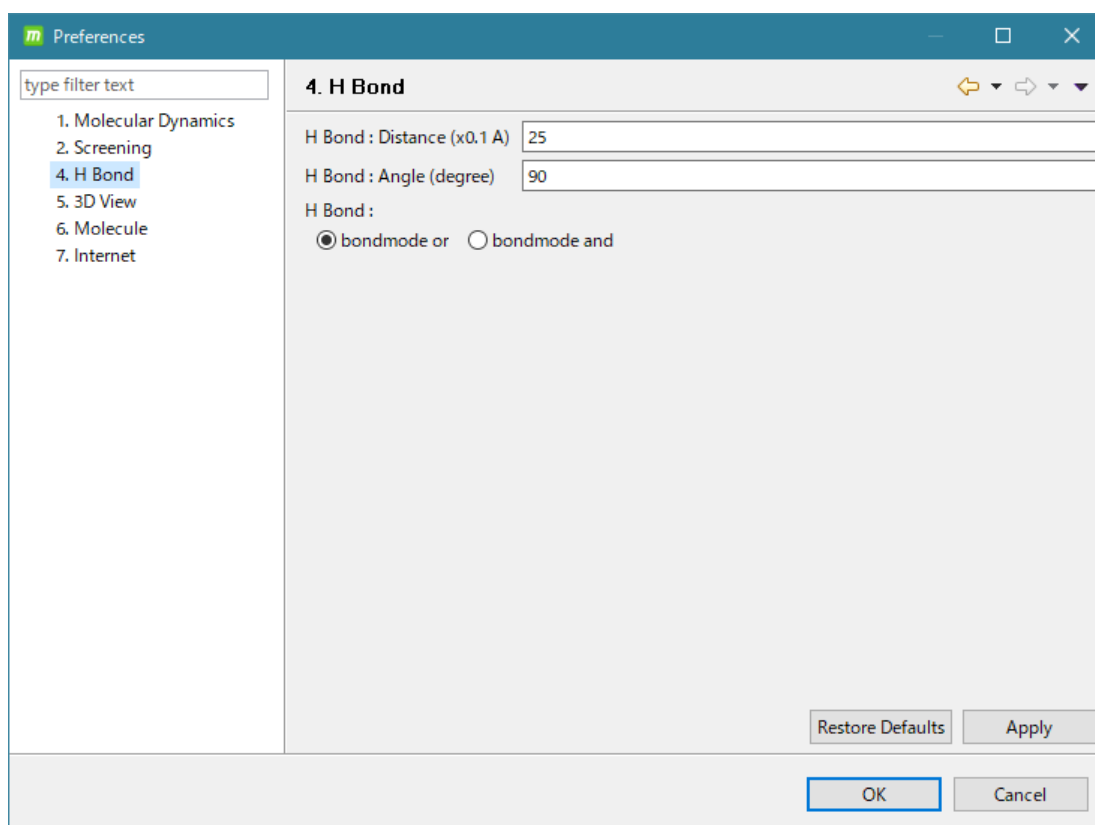 m Preferences
type filter text
1. Molecular Dynamics
2. Screening
4. H Bond
5. 3D View
6. Molecule
7. Internet
4. H Bond
H Bond : Distance (x0.1 A) 25
H Bond : Angle (degree) 90
H Bond :
bondmode or bondmode and
Restore Defaults Apply
OK Cancel